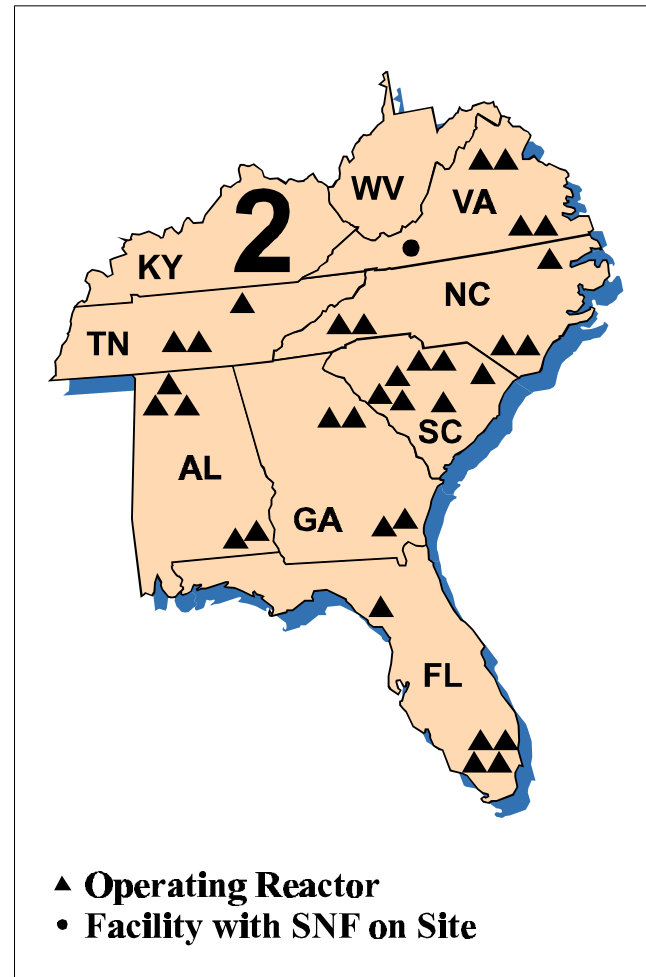 WV
VA
2
KY
NC
TN
SC
AL
GA
FL
Operating Reactor
Facility with SNF on Site